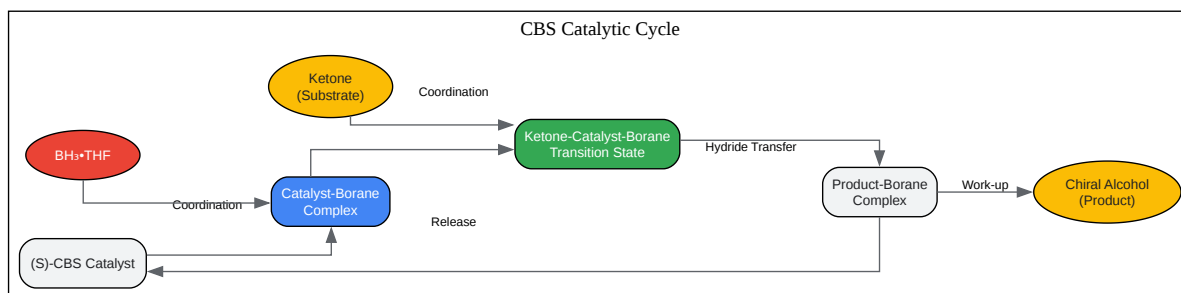 CBS Catalytic Cycle
Ketone
(Substrate)
Coordination
Ketone-Catalyst-Borane
Transition State
Hydride Transfer
BH₃•THF
Coordination
Catalyst-Borane
Complex
Release
Product-Borane
Complex
Work-up
Chiral Alcohol
(Product)
(S)-CBS Catalyst